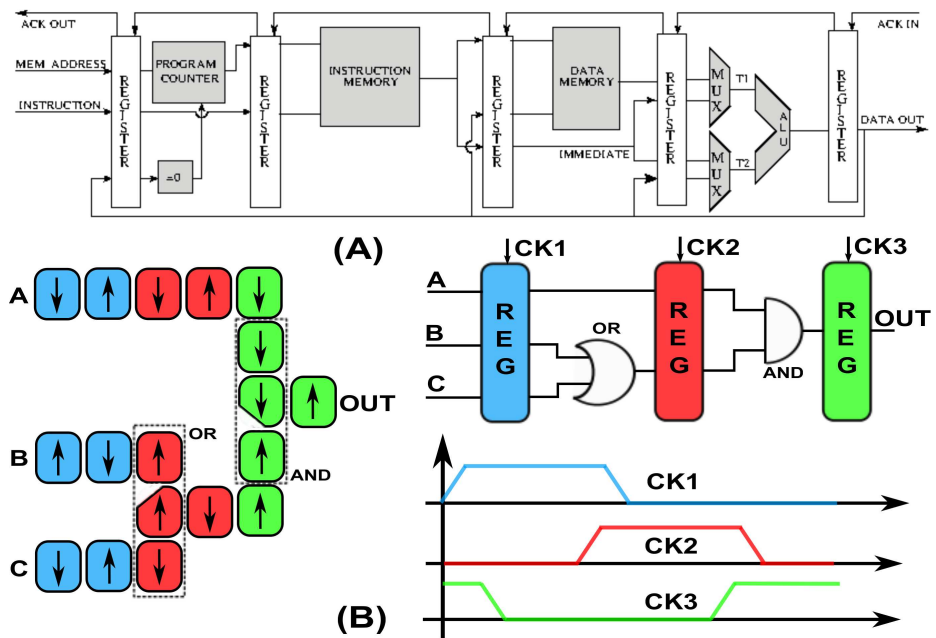 ACK OUT
ACK IN
MEM ADDRESS
INSTRUCTION
REGISTER
PROGRAM
COUNTER
=0
REGISTER
INSTRUCTION
MEMORY
REGISTER
DATA
MEMORY
IMMEDIATE
REGISTER
MUX
T1
MUX
T2
ALU
REGISTER
DATA OUT
(A)
A
B
C
OR
AND
OUT
CK1
CK2
CK3
A
B
C
REG
OR
REG
AND
REG
OUT
CK1
CK2
CK3
(B)